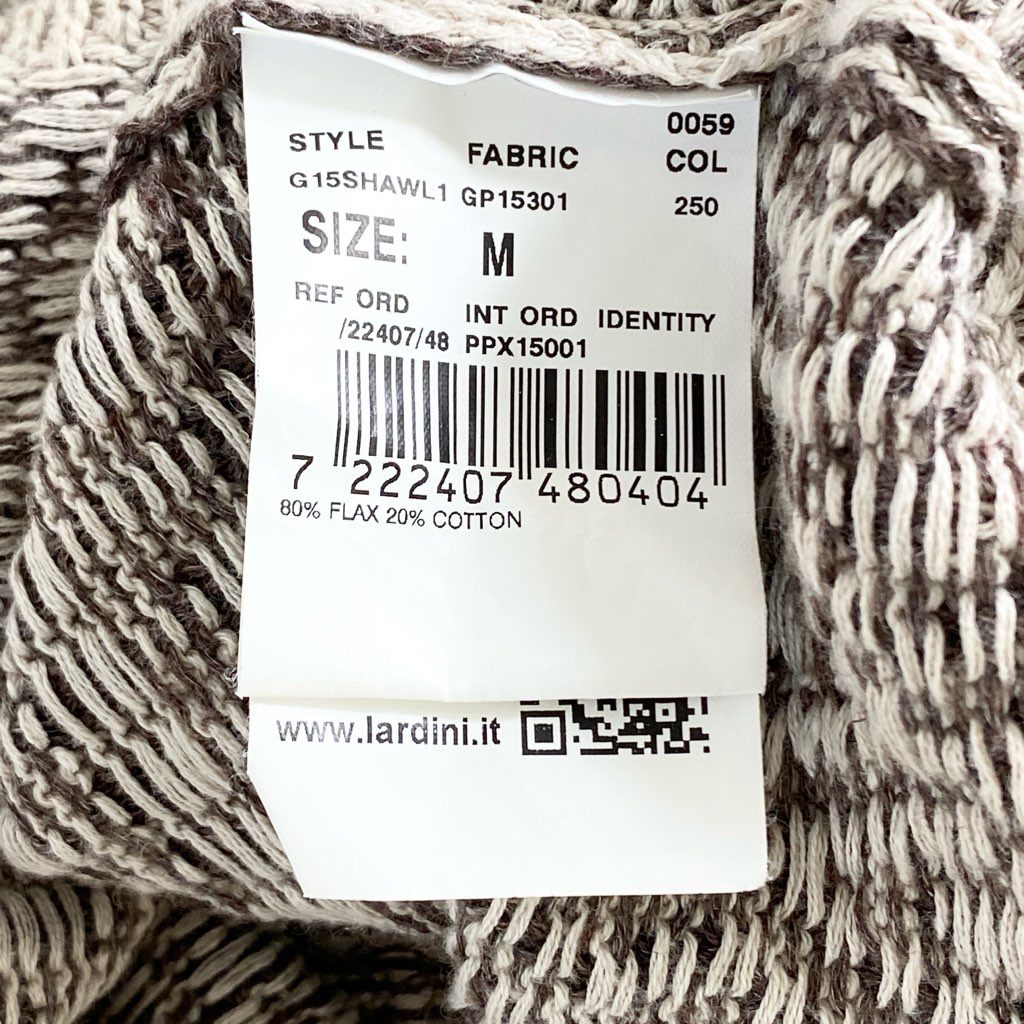 0059
STYLE FABRIC COL
G15SHAWL1 GP15301 250
SIZE: M
REF ORD INT ORD IDENTITY
/22407/48 PPX15001
7 222407 480404
80% FLAX 20% COTTON
www.lardini.it